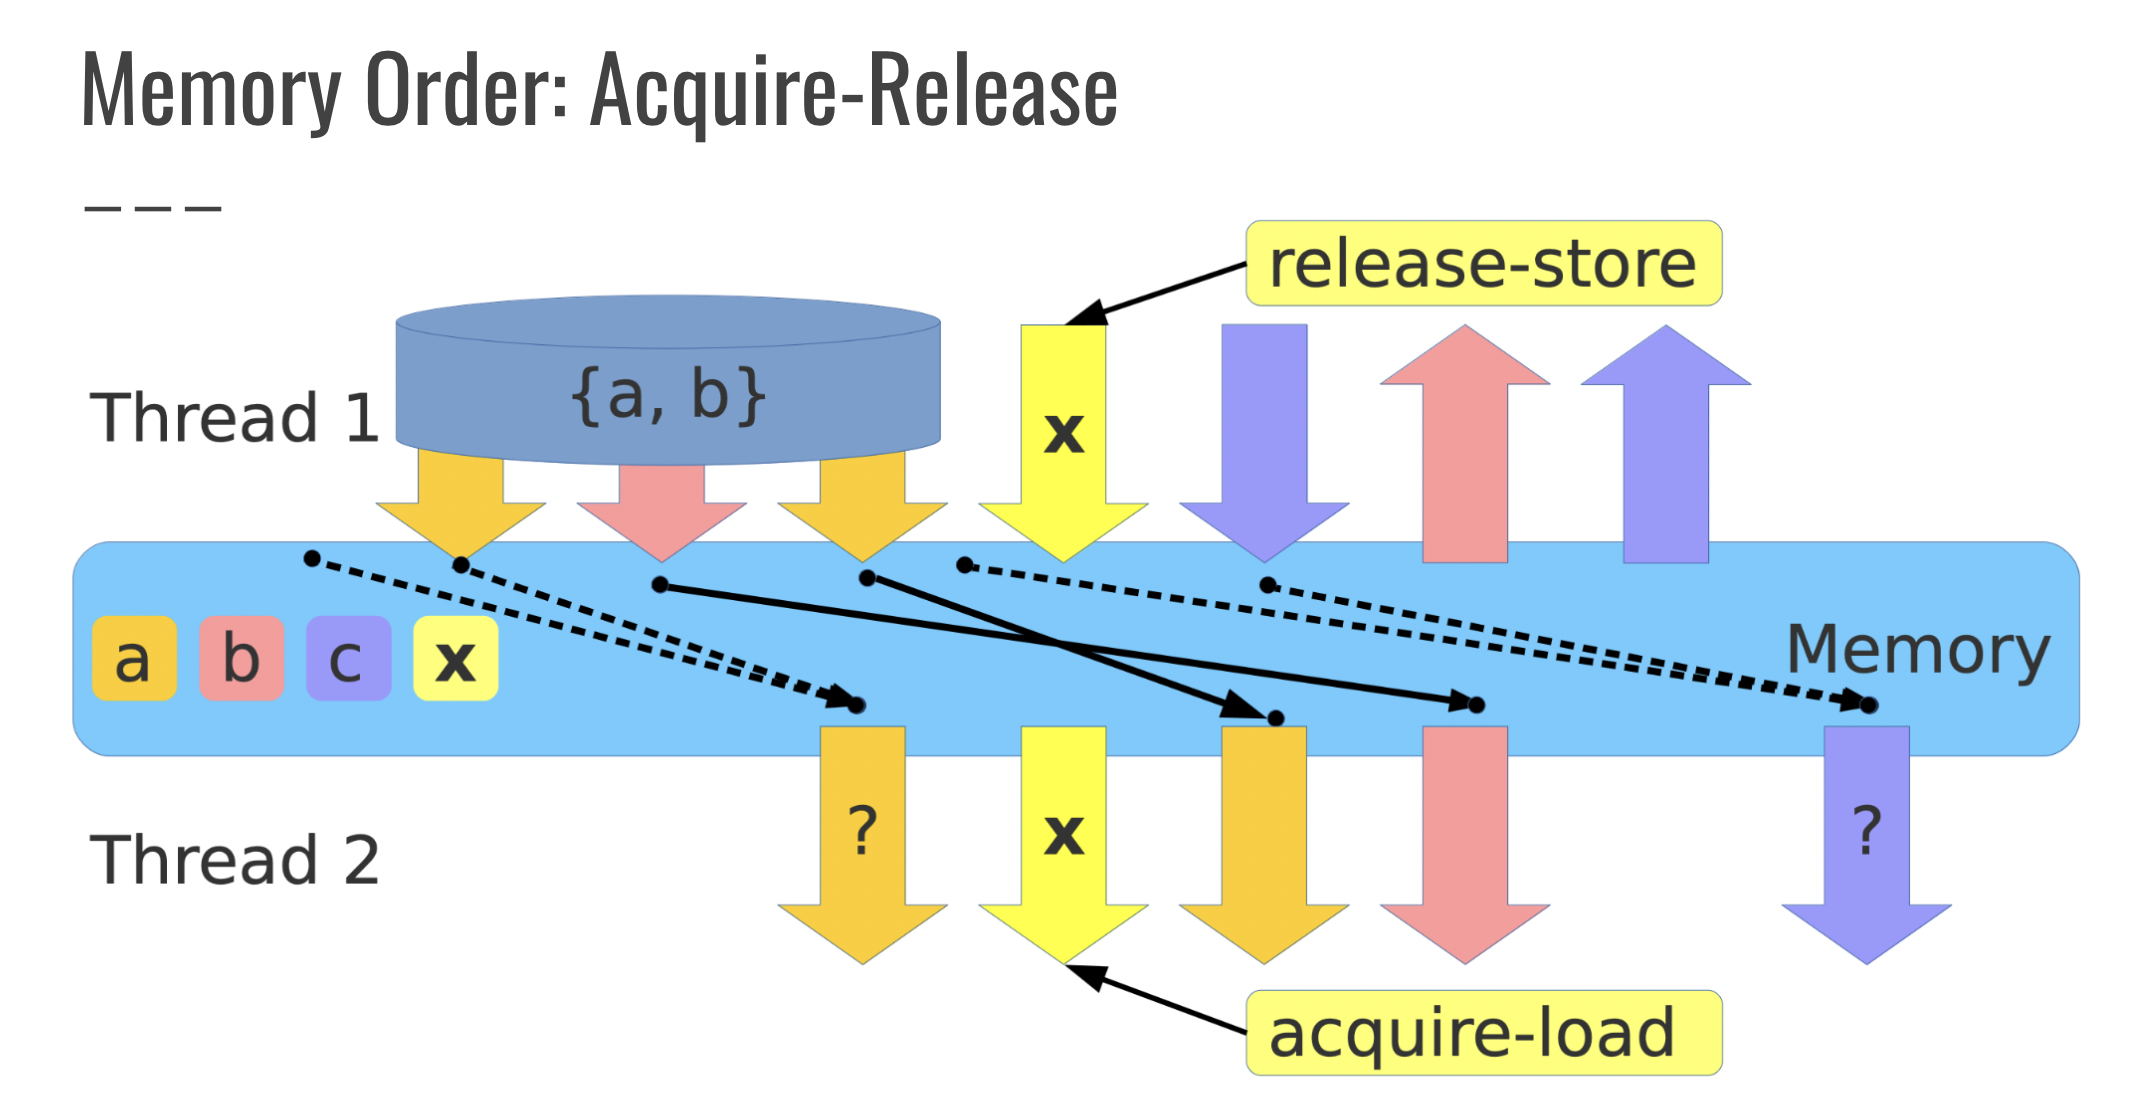 Memory Order: Acquire-Release
release-store
{a, b}
Thread 1
x
a b c x
Memory
? x ?
Thread 2
acquire-load